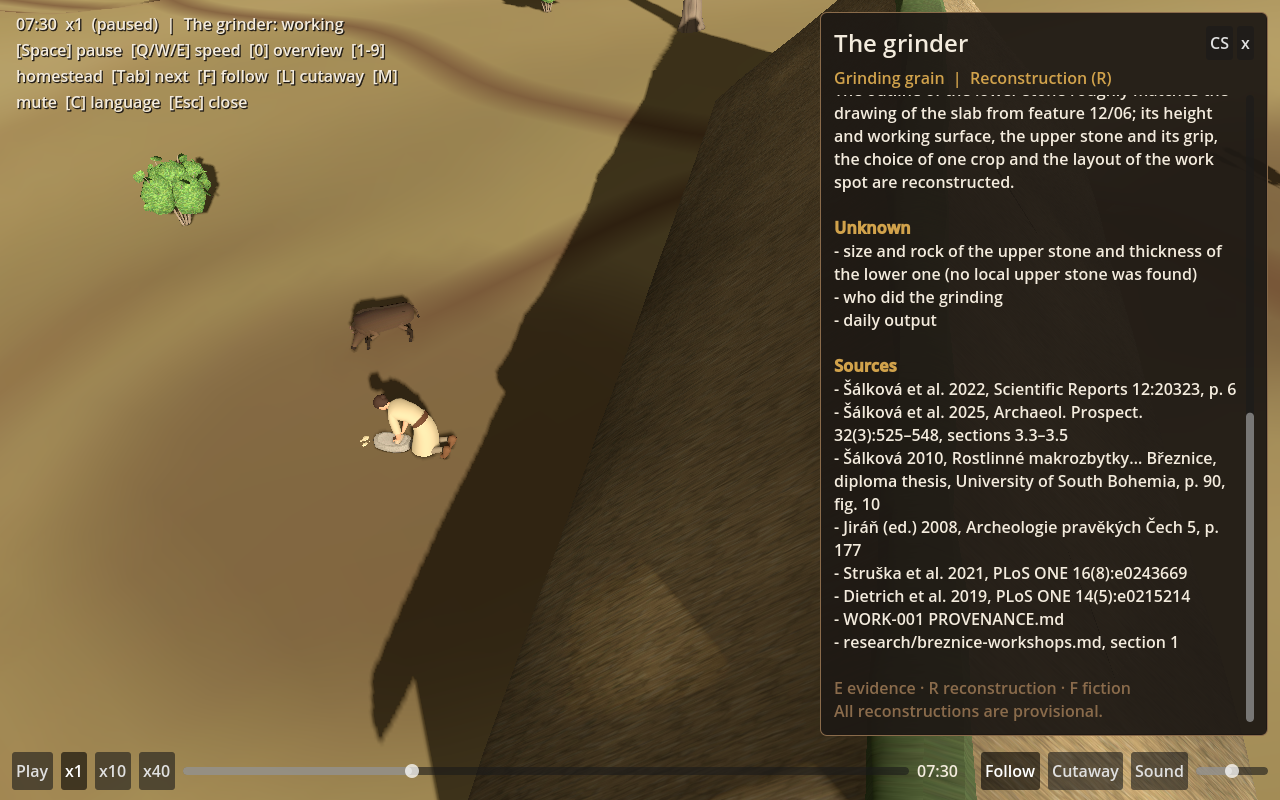 07:30 x1 (paused) | The grinder: working
[Space] pause [Q/W/E] speed [0] overview [1-9]
homestead [Tab] next [F] follow [L] cutaway [M]
mute [C] language [Esc] close
The grinder
CS x
Grinding grain | Reconstruction (R)
drawing of the slab from feature 12/06; its height
and working surface, the upper stone and its grip,
the choice of one crop and the layout of the work
spot are reconstructed.
Unknown
- size and rock of the upper stone and thickness of
the lower one (no local upper stone was found)
- who did the grinding
- daily output
Sources
- Šálková et al. 2022, Scientific Reports 12:20323, p. 6
- Šálková et al. 2025, Archaeol. Prospect.
32(3):525–548, sections 3.3–3.5
- Šálková 2010, Rostlinné makrozbytky... Březnice,
diploma thesis, University of South Bohemia, p. 90,
fig. 10
- Jiráň (ed.) 2008, Archeologie pravěkých Čech 5, p.
177
- Struška et al. 2021, PLoS ONE 16(8):e0243669
- Dietrich et al. 2019, PLoS ONE 14(5):e0215214
- WORK-001 PROVENANCE.md
- research/breznice-workshops.md, section 1
E evidence · R reconstruction · F fiction
All reconstructions are provisional.
Play x1 x10 x40 07:30 Follow Cutaway Sound